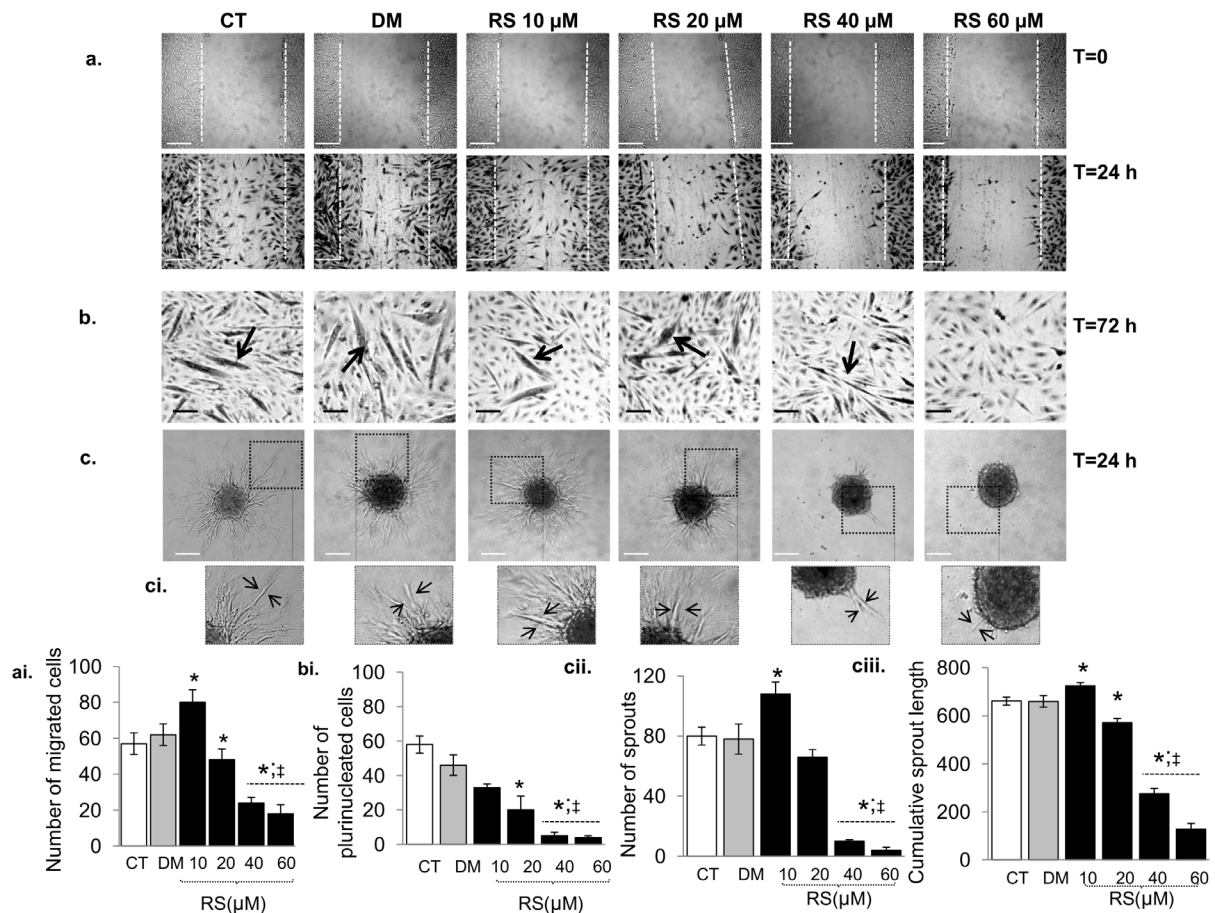 CT DM RS 10 µM RS 20 µM RS 40 µM RS 60 µM
a. T=0
T=24 h
b. T=72 h
c. T=24 h
ci.
ai.
Number of migrated cells
100
80
60
40
20
0
* * *;‡
CT DM 10 20 40 60
RS(µM)
bi.
Number of plurinucleated cells
100
80
60
40
20
0
* *;‡
CT DM 10 20 40 60
RS(µM)
cii.
Number of sprouts
120
80
40
0
* *;‡
CT DM 10 20 40 60
RS(µM)
ciii.
Cumulative sprout length
800
600
400
200
0
* * *;‡
CT DM 10 20 40 60
RS(µM)